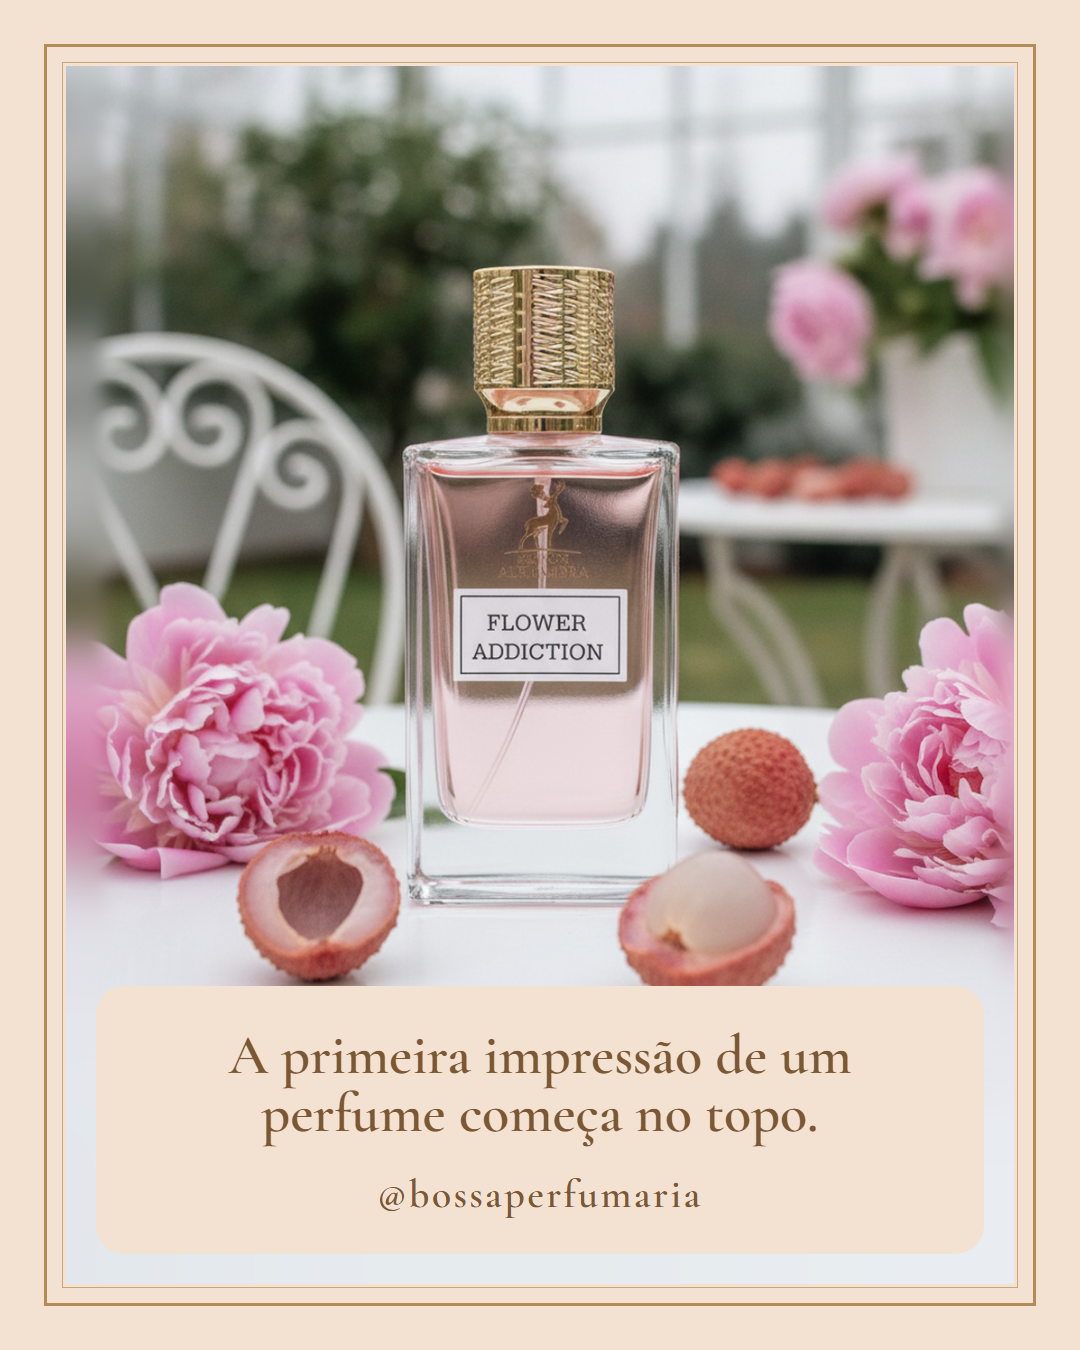 FLOWER
ADDICTION
A primeira impressão de um
perfume começa no topo.
@bossaperfumaria